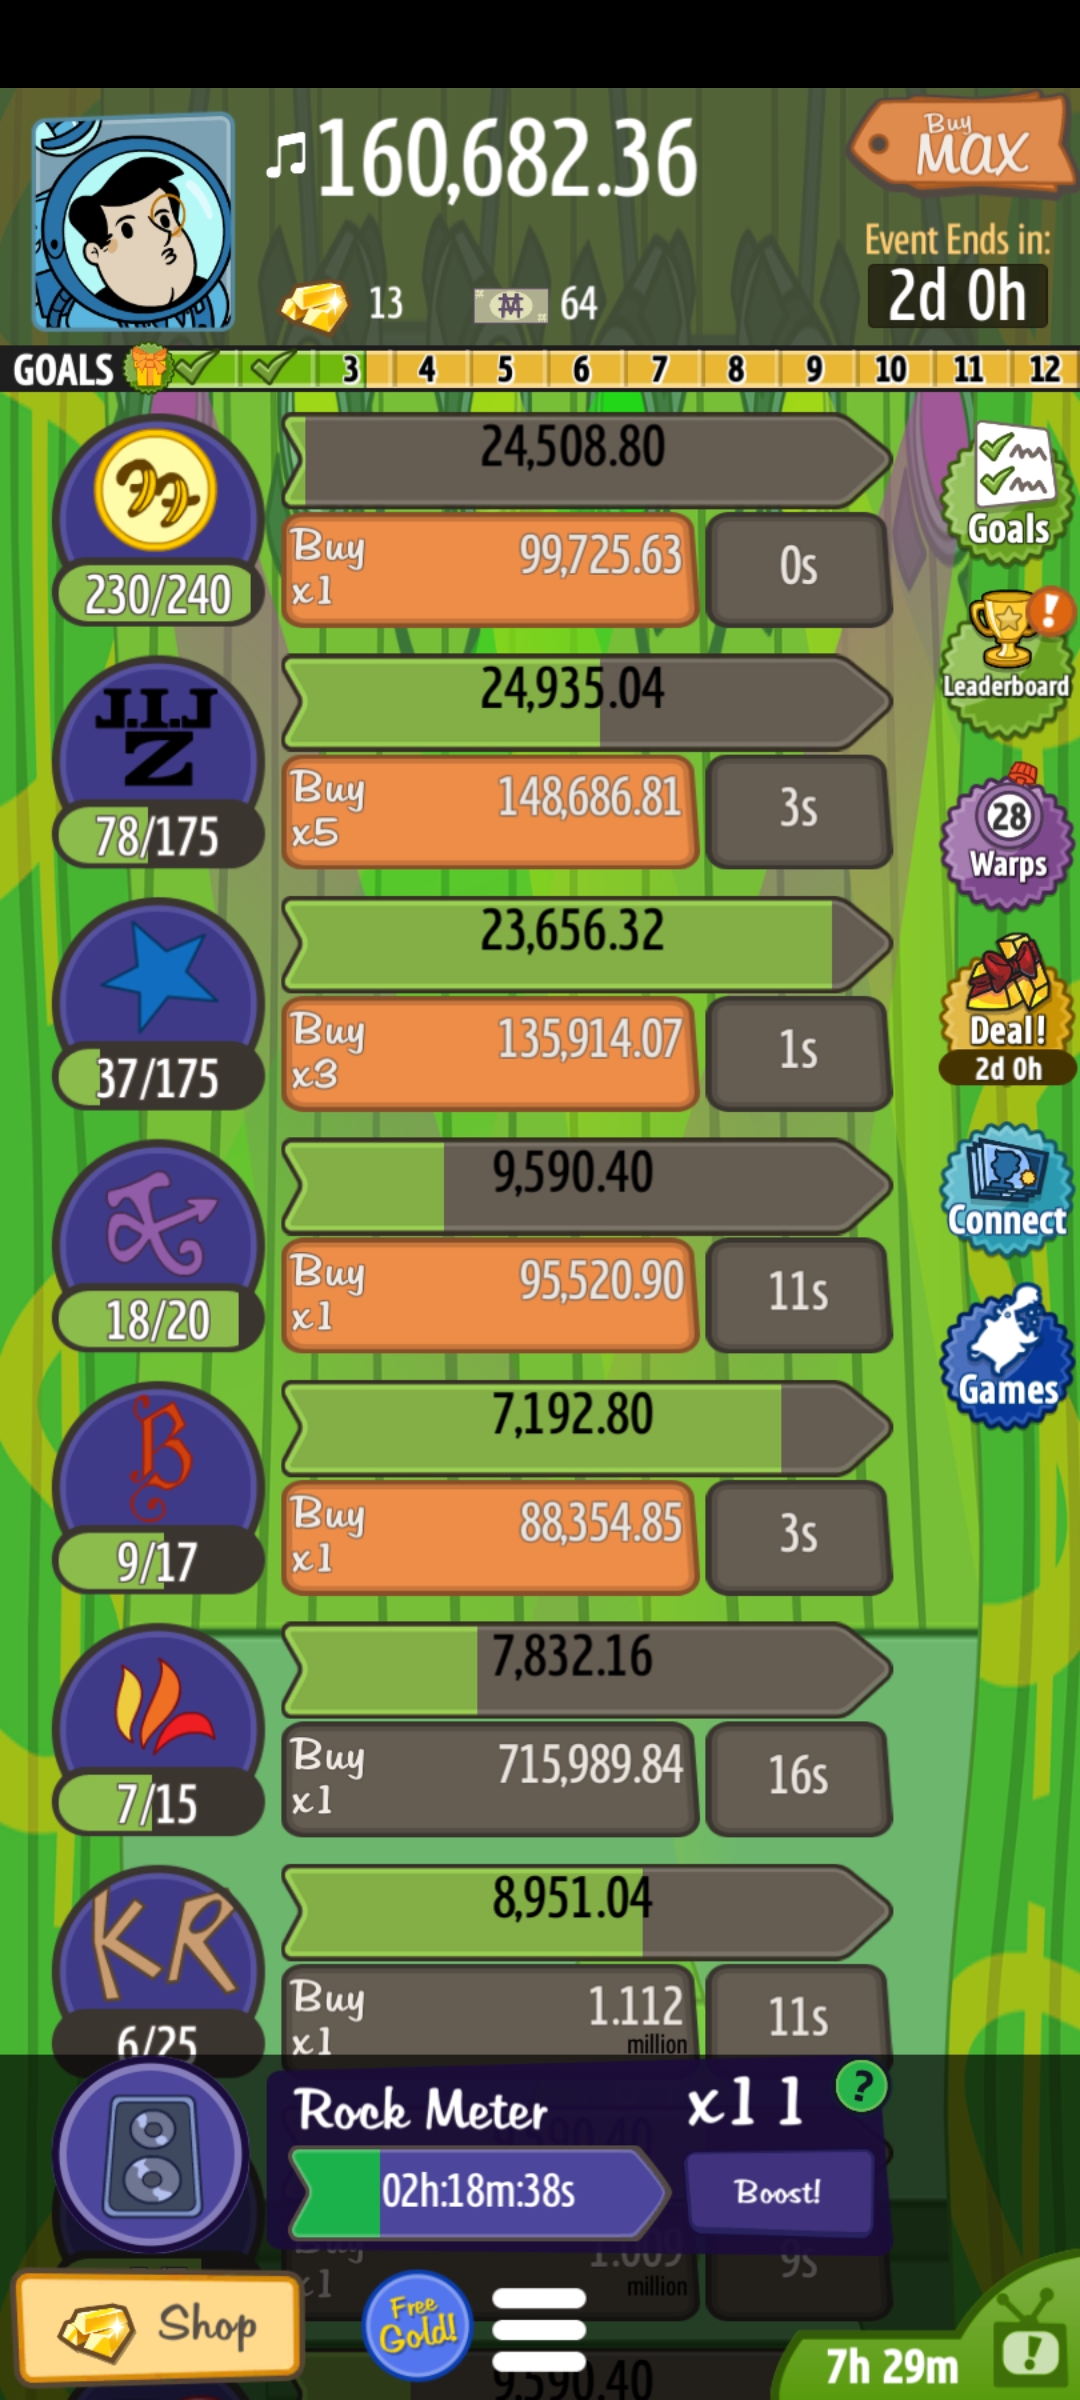 ♫160,682.36
Buy
MAX
Event Ends in:
2d 0h
13
64
GOALS 3 4 5 6 7 8 9 10 11 12
24,508.80
230/240
Buy
x1
99,725.63
0s
Goals
J.I.J
Z
24,935.04
78/175
Buy
x5
148,686.81
3s
Leaderboard
!
28
Warps
23,656.32
37/175
Buy
x3
135,914.07
1s
Deal!
2d 0h
9,590.40
18/20
Buy
x1
95,520.90
11s
Connect
B
7,192.80
9/17
Buy
x1
88,354.85
3s
Games
7,832.16
7/15
Buy
x1
715,989.84
16s
KR
8,951.04
6/25
Buy
x1
1.112
million
11s
Rock Meter
x11
?
02h:18m:38s
Boost!
9,590.40
Buy
x1
1.009
million
9s
Shop
Free
Gold!
7h 29m
!
9,590.40